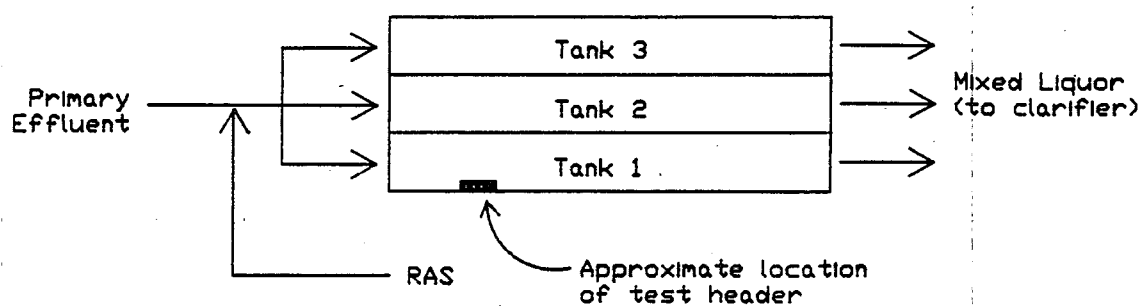 Tank 3
Primary
Effluent
Tank 2
Mixed Liquor
(to clarifier)
Tank 1
RAS
Approximate location
of test header